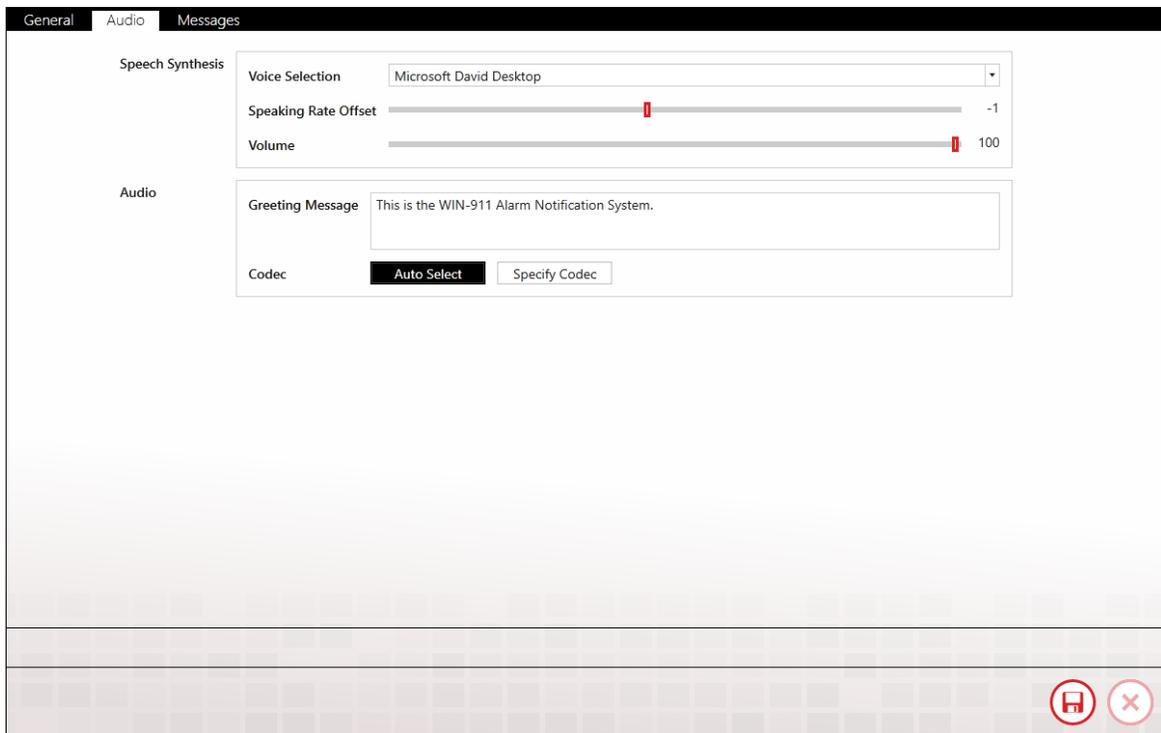 General Audio Messages
Speech Synthesis
Voice Selection Microsoft David Desktop
Speaking Rate Offset -1
Volume 100
Audio
Greeting Message This is the WIN-911 Alarm Notification System.
Codec Auto Select Specify Codec